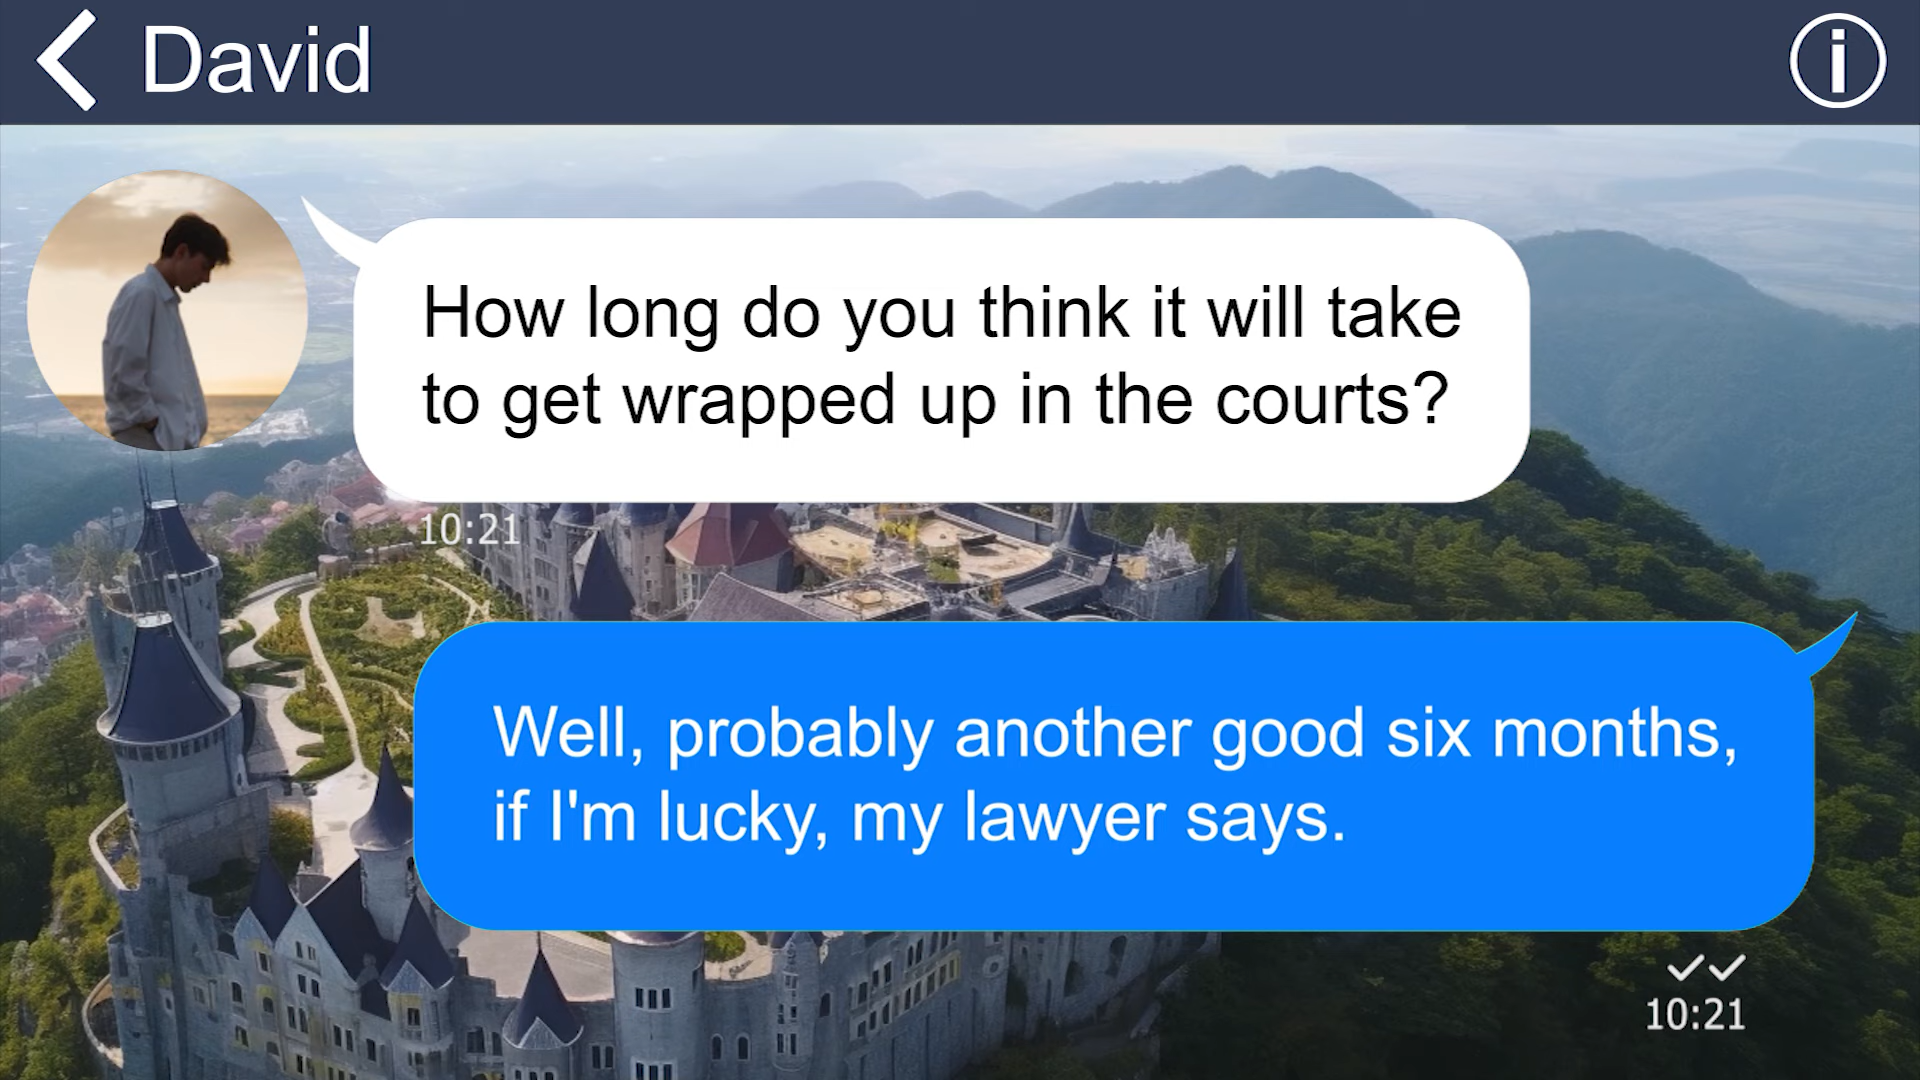 David
How long do you think it will take
to get wrapped up in the courts?
10:21
Well, probably another good six months,
if I'm lucky, my lawyer says.
10:21